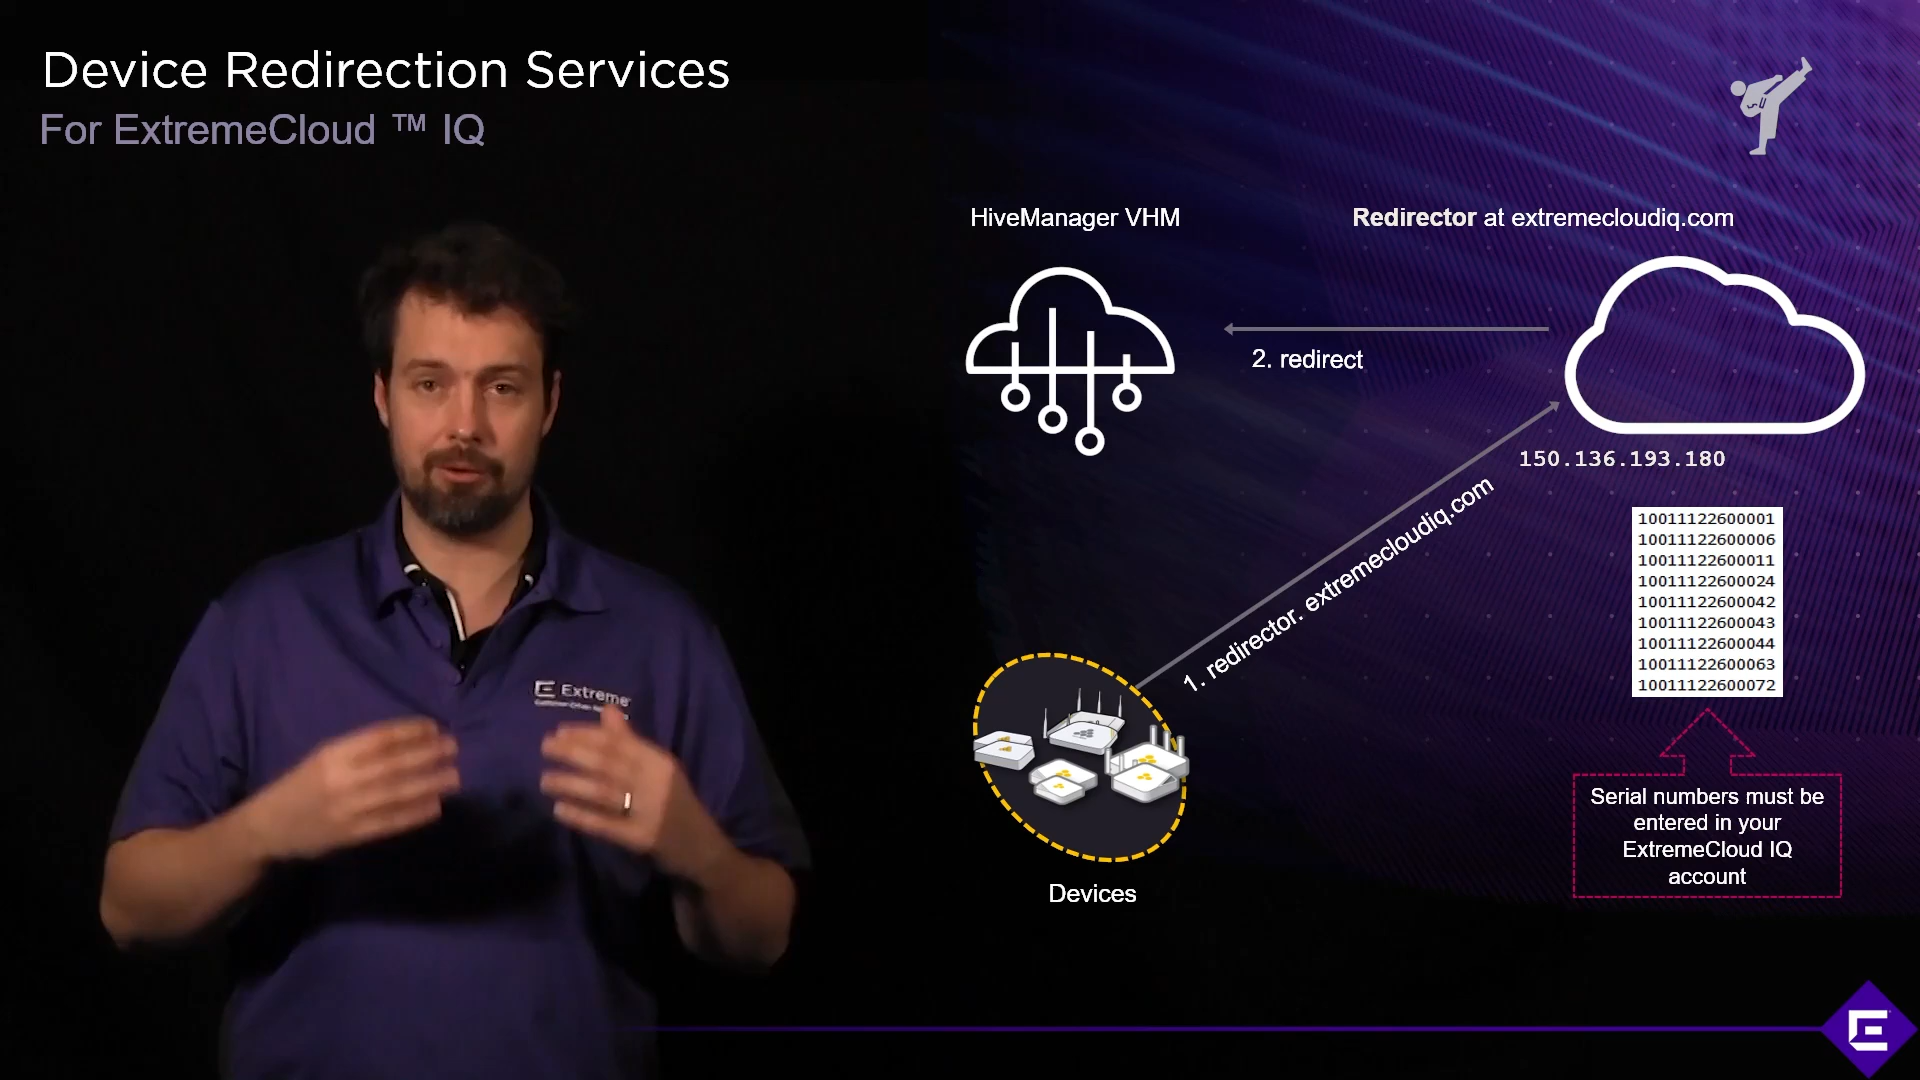 Device Redirection Services
For ExtremeCloud ™ IQ
HiveManager VHM
Redirector at extremecloudiq.com
2. redirect
150.136.193.180
1. redirector. extremecloudiq.com
10011122600001
10011122600006
10011122600011
10011122600024
10011122600042
10011122600043
10011122600044
10011122600063
10011122600072
Serial numbers must be
entered in your
ExtremeCloud IQ
account
Devices
Extreme